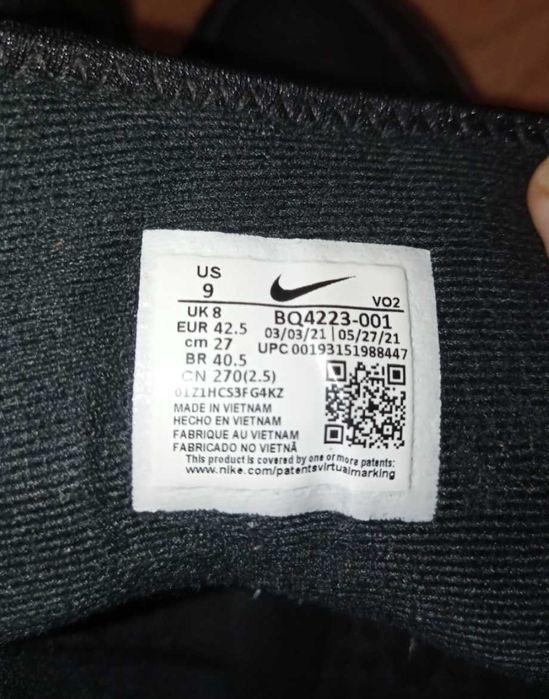 US
9
UK 8
EUR 42.5
cm 27
BR 40.5
CN 270(2.5)
VO2
BQ4223-001
03/03/21 | 05/27/21
UPC 00193151988447
01Z1HCS3FG4KZ
MADE IN VIETNAM
HECHO EN VIETNAM
FABRIQUE AU VIETNAM
FABRICADO NO VIETNÃ
This product is covered by one or more patents:
www.nike.com/patentsvirtualmarking